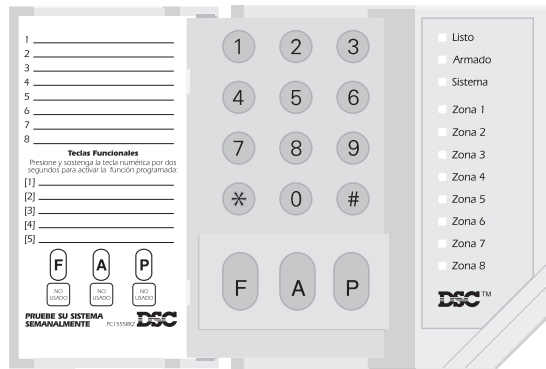 1
2
3
4
5
6
7
8
Teclas Funcionales
Presione y sostenga la tecla numérica por dos
segundos para activar la función programada:
[1]
[2]
[3]
[4]
[5]
F A P
NO USADO NO USADO NO USADO
PRUEBE SU SISTEMA
SEMANALMENTE PC1555RKZ DSC
1 2 3
4 5 6
7 8 9
* 0 #
F A P
Listo
Armado
Sistema
Zona 1
Zona 2
Zona 3
Zona 4
Zona 5
Zona 6
Zona 7
Zona 8
DSC™